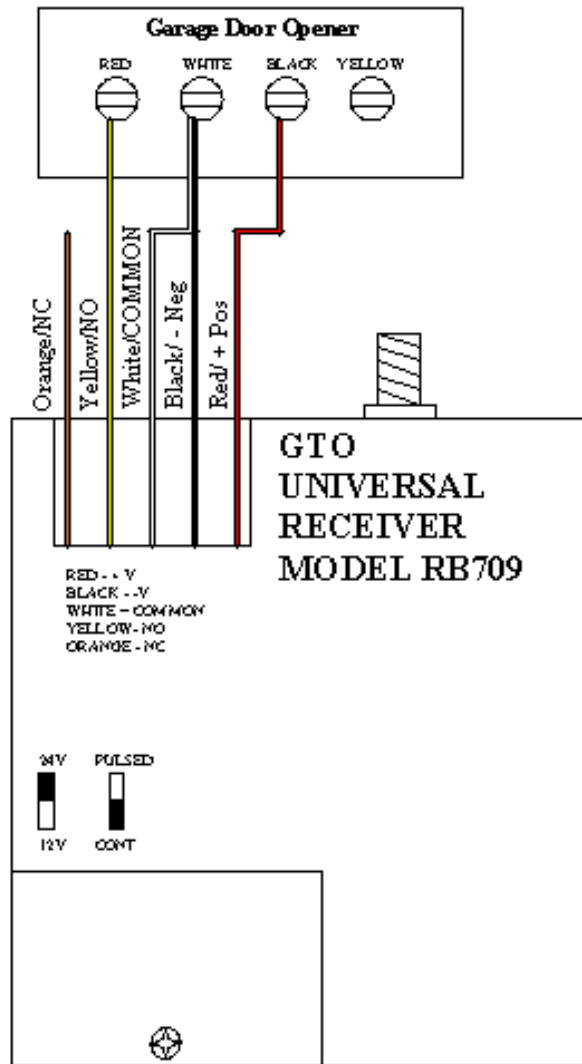 Garage Door Opener
RED WHITE BLACK YELLOW
Orange/NC
Yellow/NO
White/COMMON
Black/ - Neg
Red/ + Pos
GTO
UNIVERSAL
RECEIVER
MODEL RB709
RED - + V
BLACK - -V
WHITE - COMMON
YELLOW - NO
ORANGE - NC
24V PULSED
12V CONT